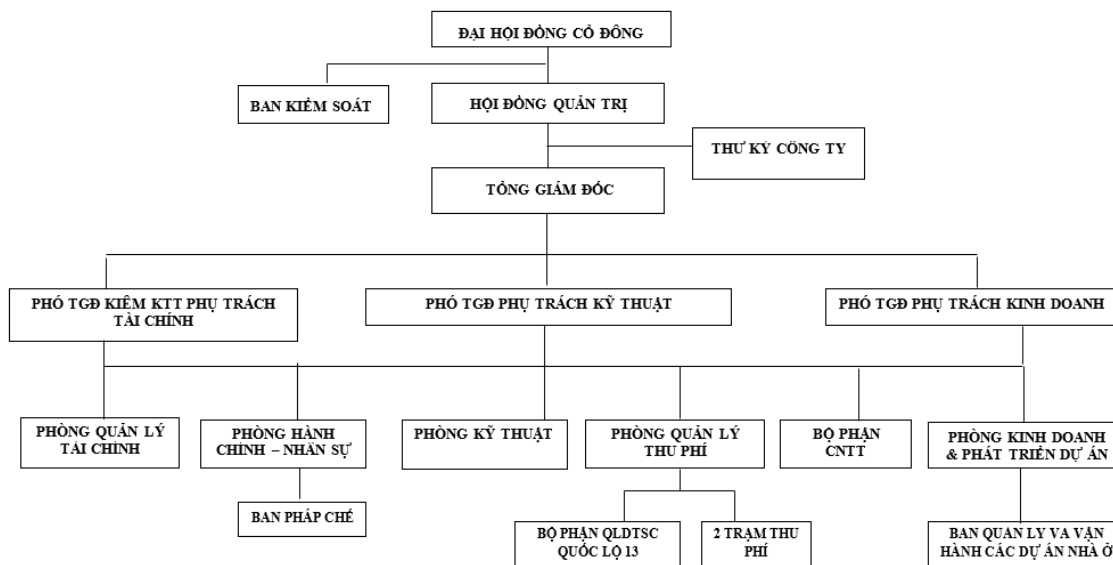 ĐẠI HỘI ĐỒNG CỔ ĐÔNG
BAN KIỂM SOÁT
HỘI ĐỒNG QUẢN TRỊ
THƯ KÝ CÔNG TY
TỔNG GIÁM ĐỐC
PHÓ TGĐ KIÊM KTT PHỤ TRÁCH
TÀI CHÍNH
PHÓ TGĐ PHỤ TRÁCH KỸ THUẬT
PHÓ TGĐ PHỤ TRÁCH KINH DOANH
PHÒNG QUẢN LÝ
TÀI CHÍNH
PHÒNG HÀNH
CHÍNH – NHÂN SỰ
PHÒNG KỸ THUẬT
PHÒNG QUẢN LÝ
THU PHÍ
BỘ PHẬN
CNTT
PHÒNG KINH DOANH
& PHÁT TRIỂN DỰ ÁN
BAN PHÁP CHẾ
BỘ PHẬN QLDTSC
QUỐC LỘ 13
2 TRẠM THU
PHÍ
BAN QUẢN LÝ VÀ VẬN
HÀNH CÁC DỰ ÁN NHÀ Ở